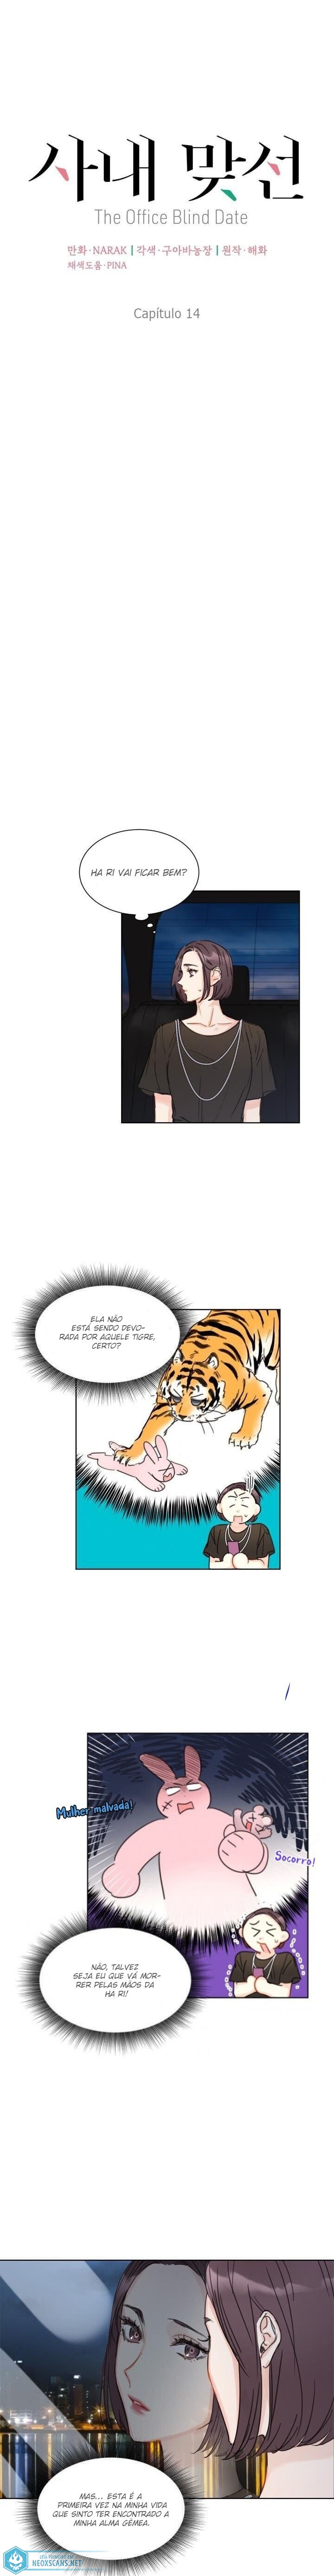 사내 맞선
The Office Blind Date
만화·NARAK | 각색·구아바농장 | 원작·해화
채색도움·PINA
Capítulo 14
HA RI VAI FICAR BEM?
ELA NÃO
ESTÁ SENDO DEVO-
RADA POR AQUELE TIGRE,
CERTO?
Mulher malvada!
Socorro!
NÃO, TALVEZ
SEJA EU QUE VÁ MOR-
RER PELAS MÃOS DA
HA RI!
MAS... ESTA É A
PRIMEIRA VEZ NA MINHA VIDA
QUE SINTO TER ENCONTRADO A
MINHA ALMA GÊMEA.
LEIA PRIMEIRO EM
NEOXSCANS.NET